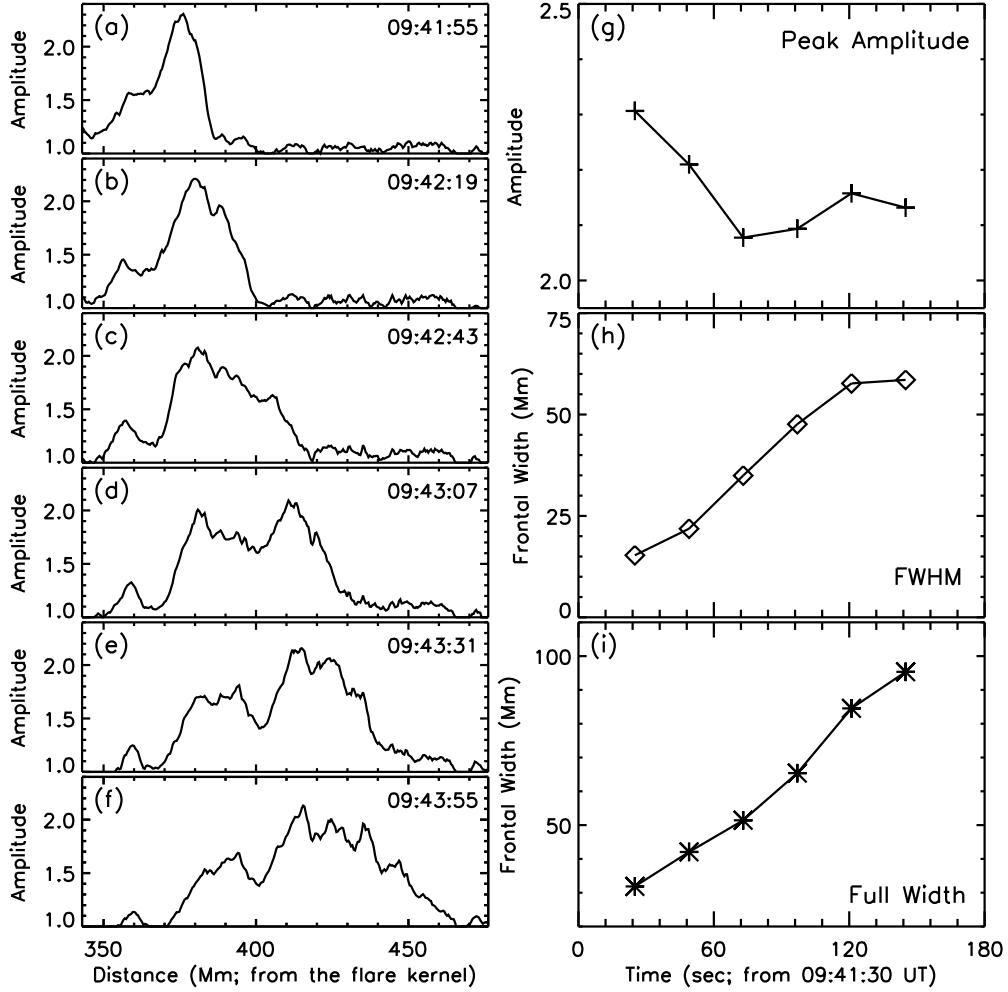 (a) 09:41:55
Amplitude
2.0
1.5
1.0
(b) 09:42:19
Amplitude
2.0
1.5
1.0
(c) 09:42:43
Amplitude
2.0
1.5
1.0
(d) 09:43:07
Amplitude
2.0
1.5
1.0
(e) 09:43:31
Amplitude
2.0
1.5
1.0
(f) 09:43:55
Amplitude
2.0
1.5
1.0
350 400 450
Distance (Mm; from the flare kernel)
(g) Peak Amplitude
Amplitude
2.5
2.0
(h)
Frontal Width (Mm)
75
50
25
0
FWHM
(i)
Frontal Width (Mm)
100
50
Full Width
0 60 120 180
Time (sec; from 09:41:30 UT)